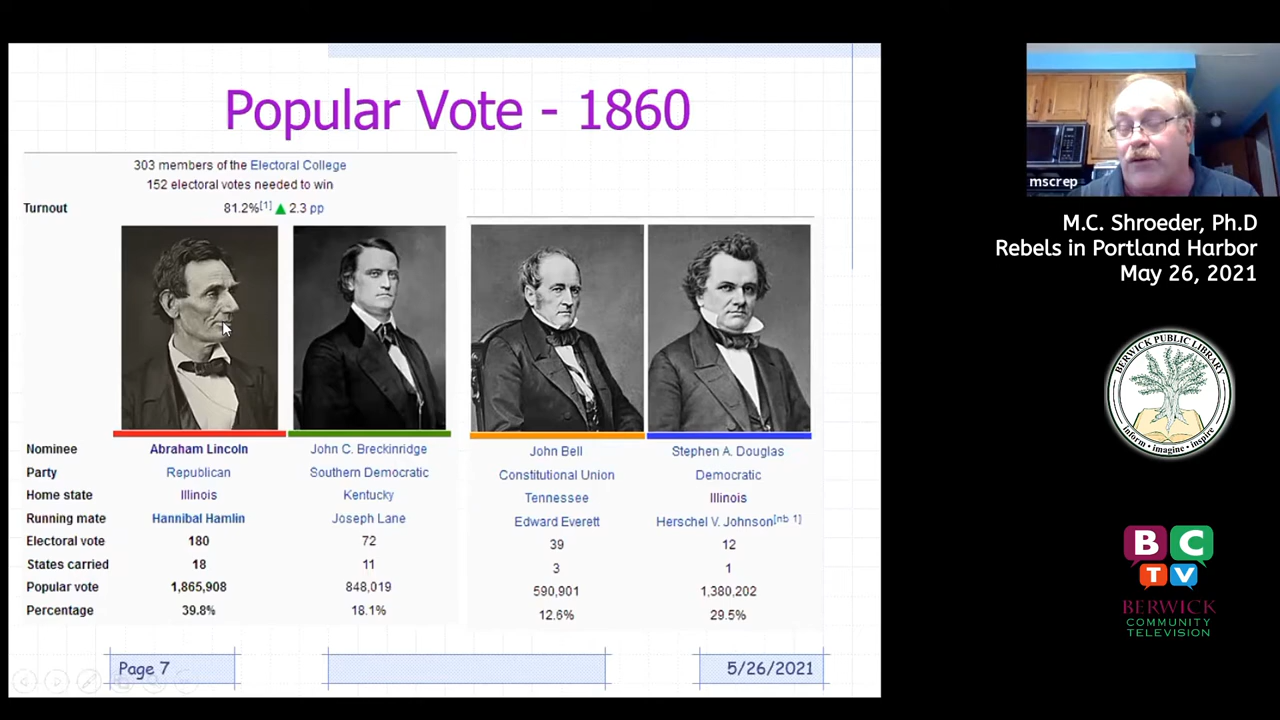 Popular Vote - 1860
303 members of the Electoral College
152 electoral votes needed to win
Turnout 81.2%[1] ▲ 2.3 pp
Nominee Abraham Lincoln John C. Breckinridge John Bell Stephen A. Douglas
Party Republican Southern Democratic Constitutional Union Democratic
Home state Illinois Kentucky Tennessee Illinois
Running mate Hannibal Hamlin Joseph Lane Edward Everett Herschel V. Johnson[nb 1]
Electoral vote 180 72 39 12
States carried 18 11 3 1
Popular vote 1,865,908 848,019 590,901 1,380,202
Percentage 39.8% 18.1% 12.6% 29.5%
Page 7 5/26/2021
mscrep
M.C. Shroeder, Ph.D
Rebels in Portland Harbor
May 26, 2021
BERWICK PUBLIC LIBRARY
inform • imagine • inspire
BC
TV
BERWICK
COMMUNITY
TELEVISION